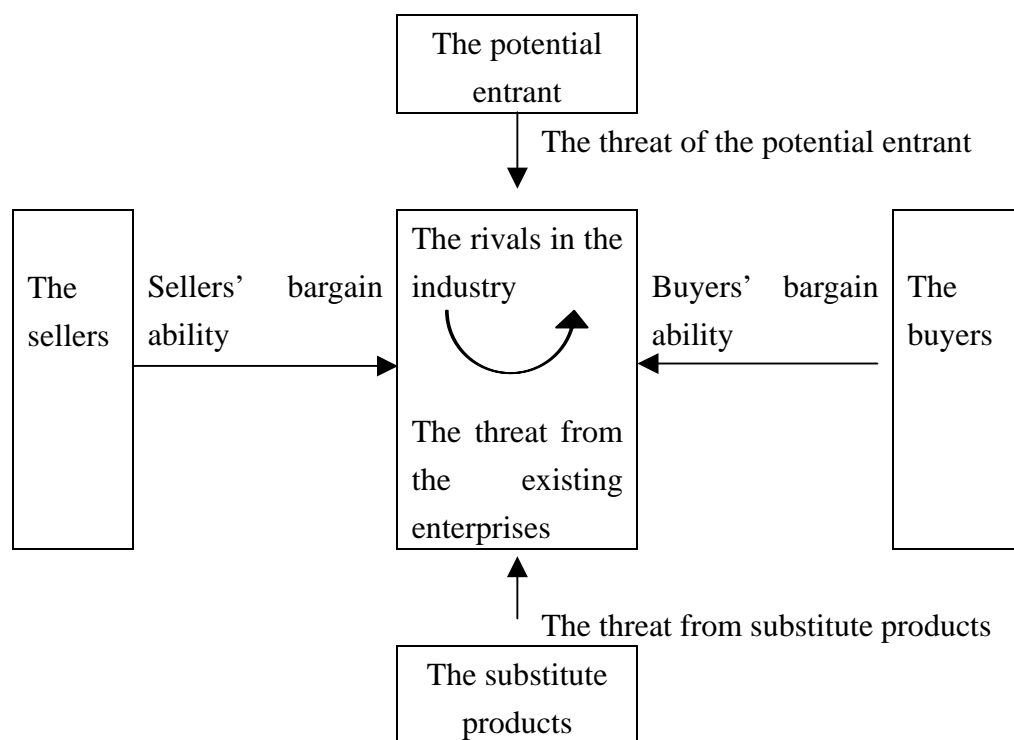 The potential
entrant
The threat of the potential entrant
The
sellers
Sellers' bargain
ability
The rivals in the
industry
The threat from
the existing
enterprises
Buyers' bargain
ability
The
buyers
The threat from substitute products
The substitute
products